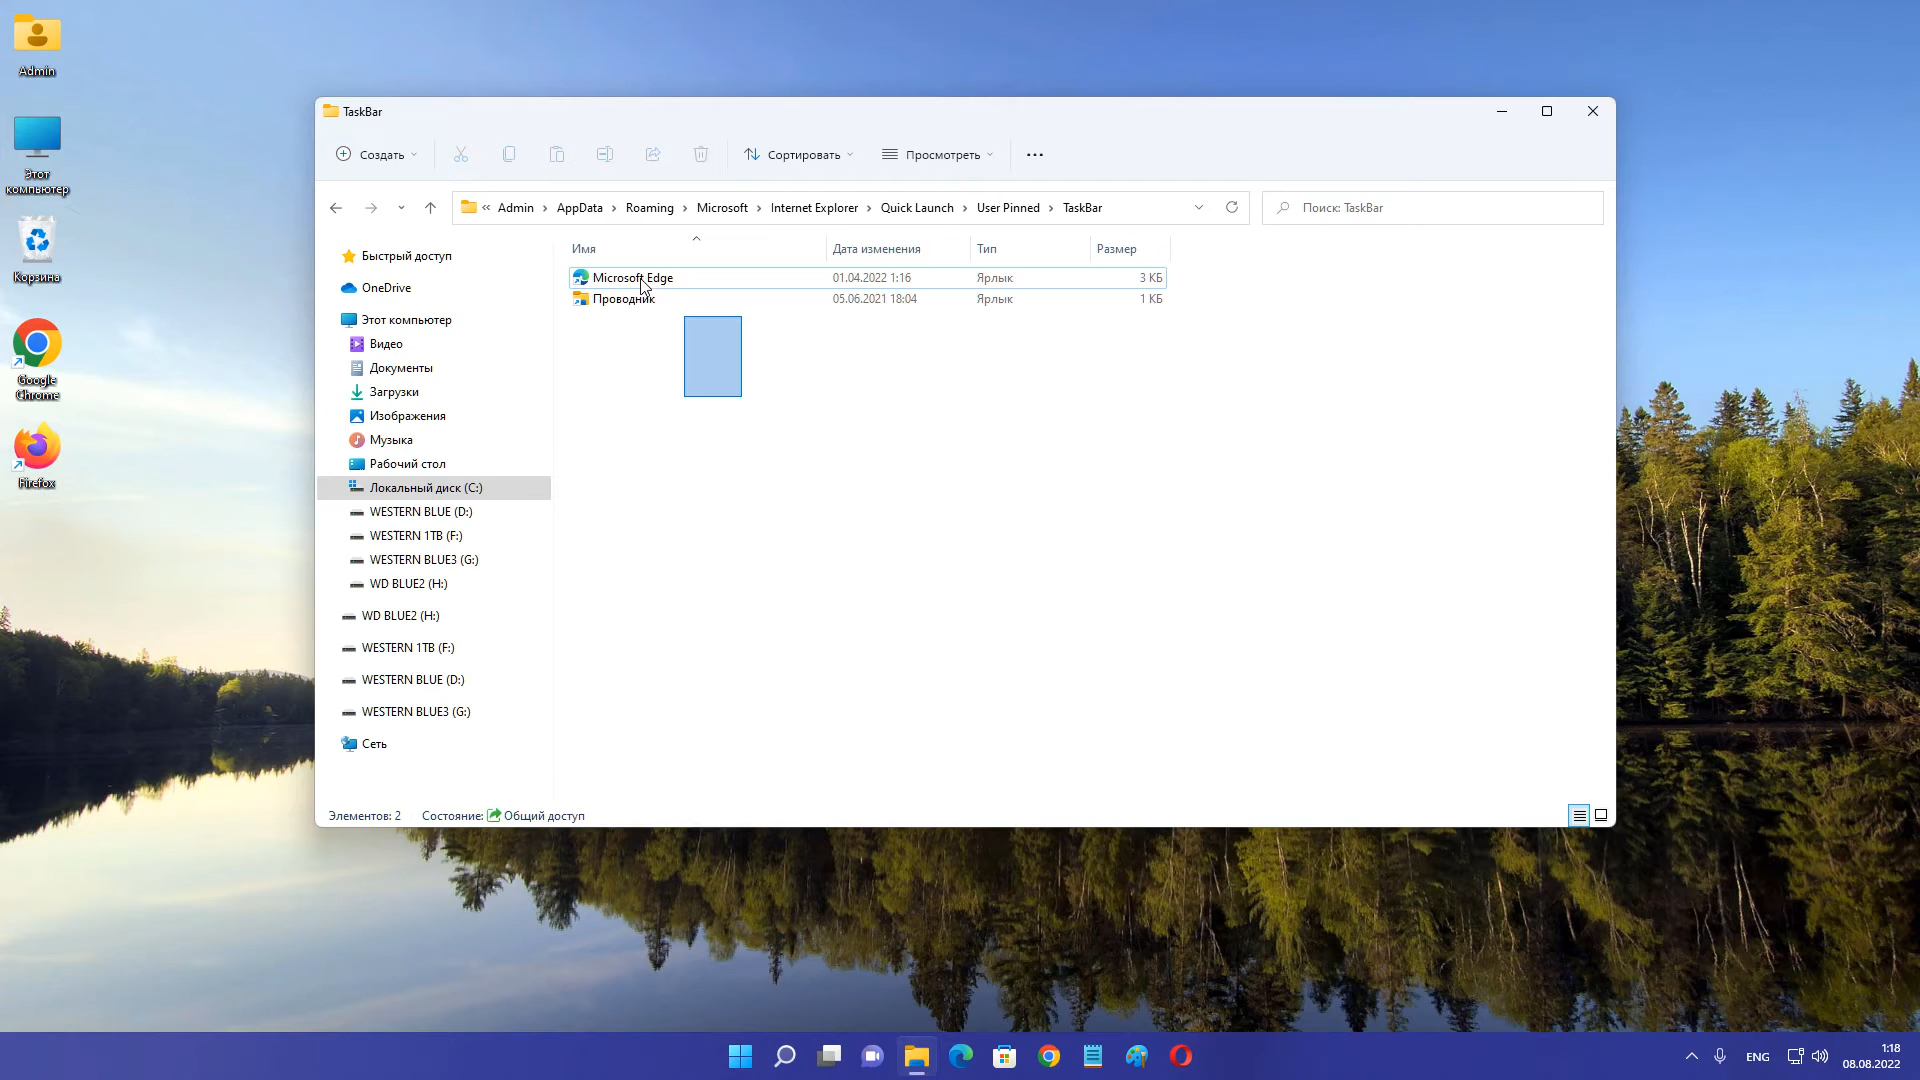 Admin
Этот
компьютер
Корзина
Google
Chrome
Firefox
TaskBar
Создать
Сортировать
Просмотреть
« Admin › AppData › Roaming › Microsoft › Internet Explorer › Quick Launch › User Pinned › TaskBar
Поиск: TaskBar
Быстрый доступ
OneDrive
Этот компьютер
Видео
Документы
Загрузки
Изображения
Музыка
Рабочий стол
Локальный диск (C:)
WESTERN BLUE (D:)
WESTERN 1TB (F:)
WESTERN BLUE3 (G:)
WD BLUE2 (H:)
WD BLUE2 (H:)
WESTERN 1TB (F:)
WESTERN BLUE (D:)
WESTERN BLUE3 (G:)
Сеть
Имя Дата изменения Тип Размер
Microsoft Edge 01.04.2022 1:16 Ярлык 3 КБ
Проводник 05.06.2021 18:04 Ярлык 1 КБ
Элементов: 2 Состояние: Общий доступ
ENG
1:18
08.08.2022